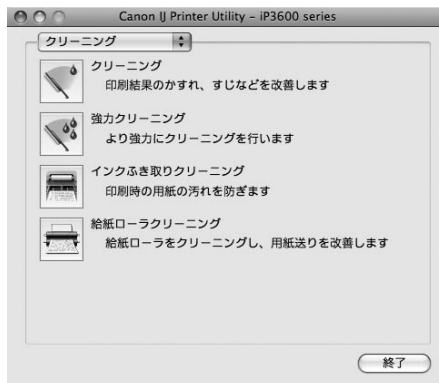 Canon IJ Printer Utility – iP3600 series
クリーニング
クリーニング
印刷結果のかすれ、すじなどを改善します
強力クリーニング
より強力にクリーニングを行います
インクふき取りクリーニング
印刷時の用紙の汚れを防ぎます
給紙ローラクリーニング
給紙ローラをクリーニングし、用紙送りを改善します
終了